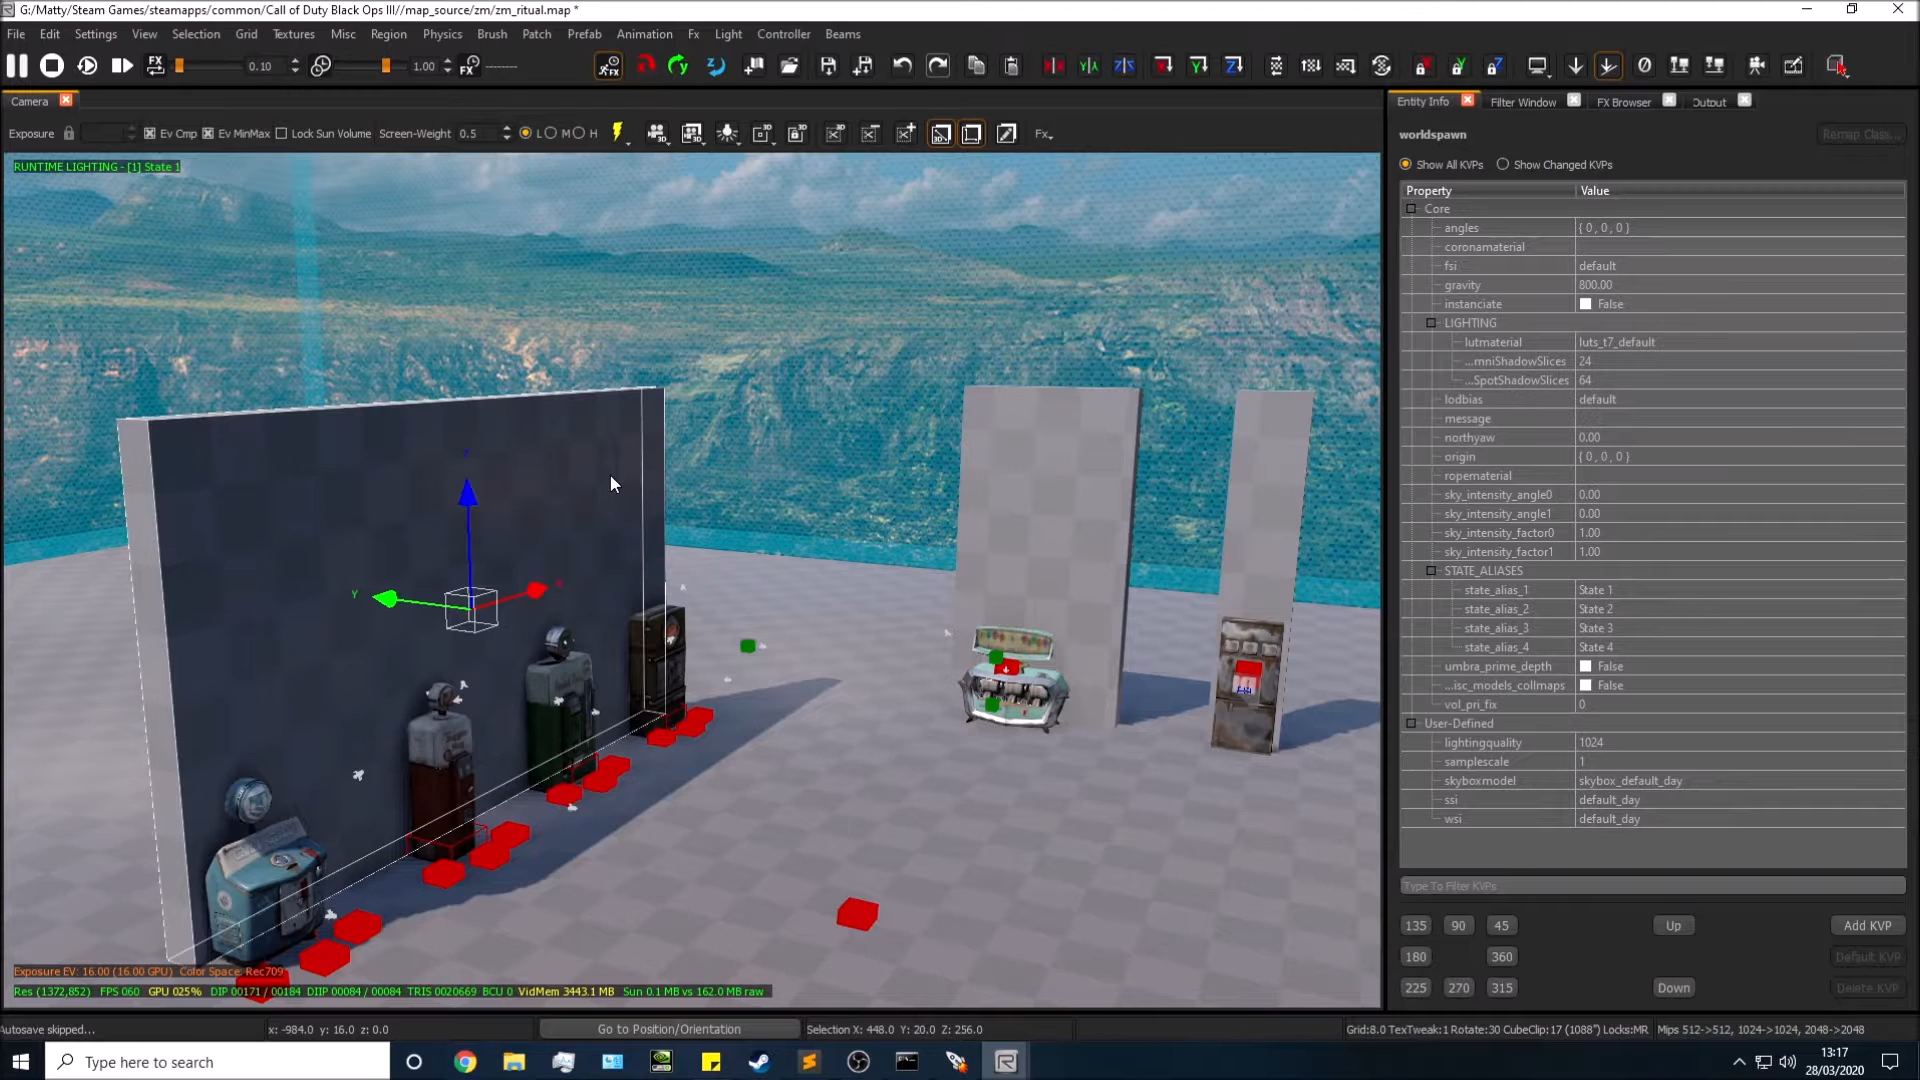 G:/Matty/Steam Games/steamapps/common/Call of Duty Black Ops III//map_source/zm/zm_ritual.map *
File Edit Settings View Selection Grid Textures Misc Region Physics Brush Patch Prefab Animation Fx Light Controller Beams
FX 0.10 1.00 FX --------
Camera
Exposure Ev Cmp Ev MinMax Lock Sun Volume Screen-Weight 0.5 L M H Fx
RUNTIME LIGHTING - [1] State 1
Z
Y
X
Exposure EV: 16.00 (16.00 GPU) Color Space: Rec709
Res (1372,852) FPS 060 GPU 025% DIP 00171 / 00184 DIIP 00084 / 00084 TRIS 0020669 BCU 0 VidMem 3443.1 MB Sun 0.1 MB vs 162.0 MB raw
Entity Info Filter Window FX Browser Output
worldspawn
Remap Class...
Show All KVPs Show Changed KVPs
Property Value
Core
angles { 0 , 0 , 0 }
coronamaterial
fsi default
gravity 800.00
instanciate False
LIGHTING
lutmaterial luts_t7_default
...mniShadowSlices 24
...SpotShadowSlices 64
lodbias default
message
northyaw 0.00
origin { 0 , 0 , 0 }
ropematerial
sky_intensity_angle0 0.00
sky_intensity_angle1 0.00
sky_intensity_factor0 1.00
sky_intensity_factor1 1.00
STATE_ALIASES
state_alias_1 State 1
state_alias_2 State 2
state_alias_3 State 3
state_alias_4 State 4
umbra_prime_depth False
...isc_models_collmaps False
vol_pri_fix 0
User-Defined
lightingquality 1024
samplescale 1
skyboxmodel skybox_default_day
ssi default_day
wsi default_day
Type To Filter KVPs
135 90 45 Up Add KVP
180 360 Default KVP
225 270 315 Down Delete KVP
Autosave skipped... x: -984.0 y: 16.0 z: 0.0 Go to Position/Orientation Selection X: 448.0 Y: 20.0 Z: 256.0 Grid:8.0 TexTweak:1 Rotate:30 CubeClip:17 (1088") Locks:MR Mips 512->512, 1024->1024, 2048->2048
Type here to search
13:17
28/03/2020